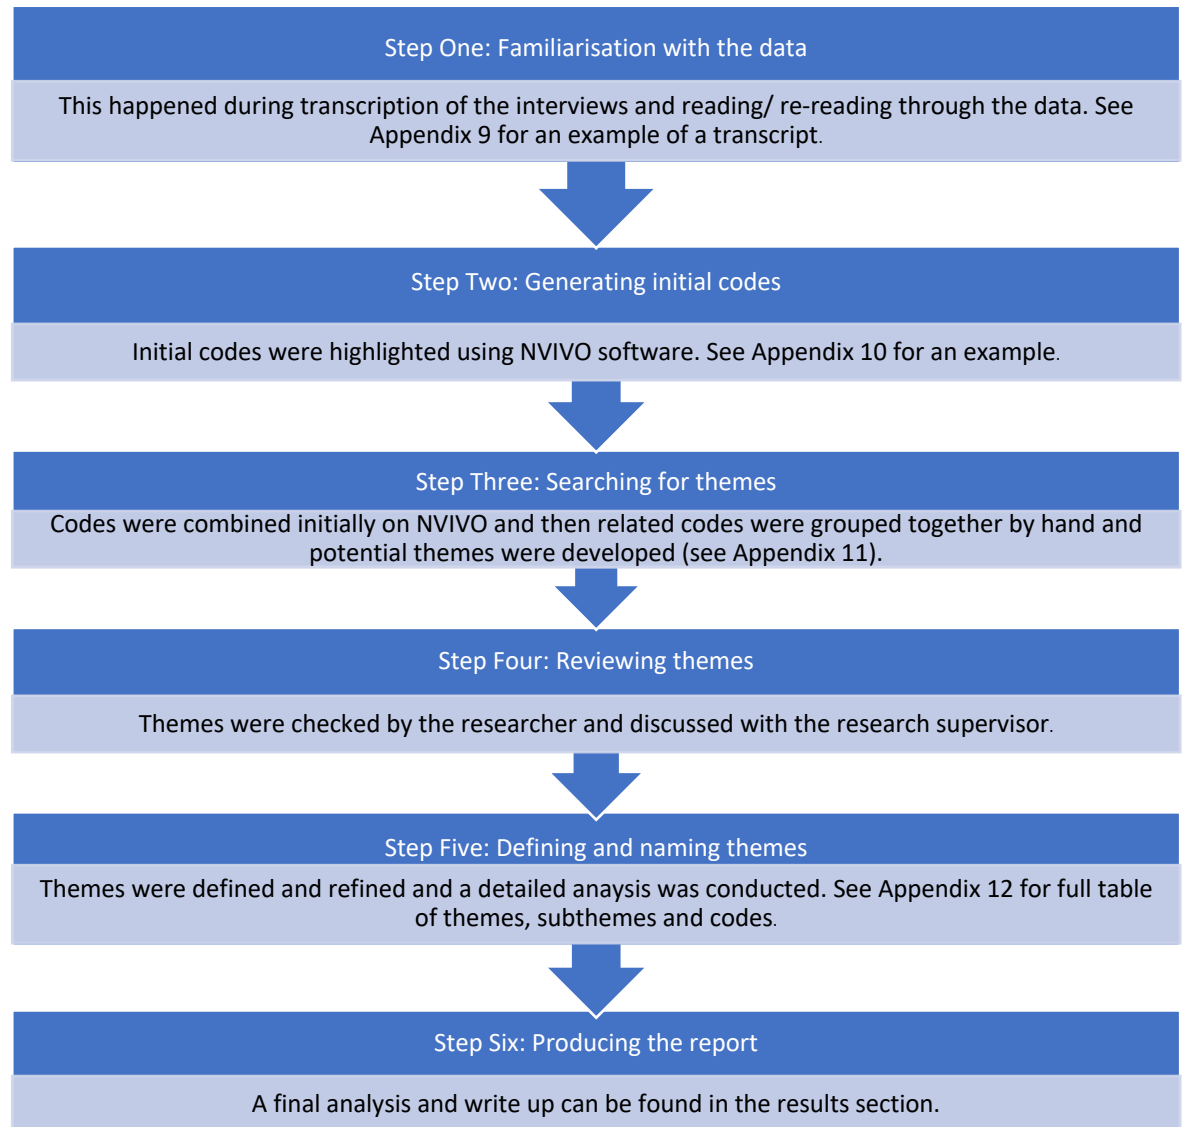 Step One: Familiarisation with the data
This happened during transcription of the interviews and reading/ re-reading through the data. See
Appendix 9 for an example of a transcript.
Step Two: Generating initial codes
Initial codes were highlighted using NVIVO software. See Appendix 10 for an example.
Step Three: Searching for themes
Codes were combined initially on NVIVO and then related codes were grouped together by hand and
potential themes were developed (see Appendix 11).
Step Four: Reviewing themes
Themes were checked by the researcher and discussed with the research supervisor.
Step Five: Defining and naming themes
Themes were defined and refined and a detailed anaysis was conducted. See Appendix 12 for full table
of themes, subthemes and codes.
Step Six: Producing the report
A final analysis and write up can be found in the results section.